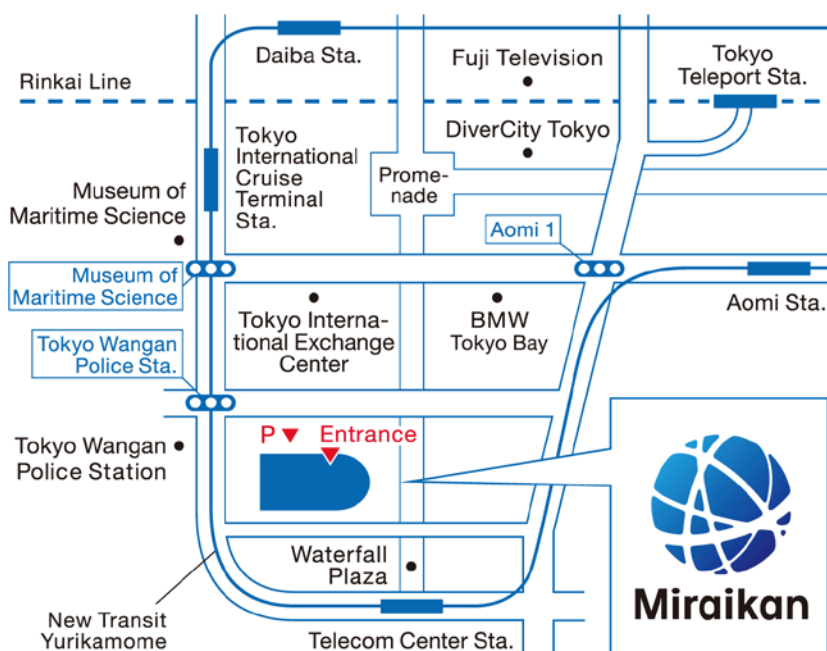 Daiba Sta.
Fuji Television
Tokyo
Teleport Sta.
Rinkai Line
DiverCity Tokyo
Tokyo
International
Cruise
Terminal
Sta.
Prome-
nade
Museum of
Maritime Science
Aomi 1
Museum of
Maritime Science
Aomi Sta.
Tokyo Interna-
tional Exchange
Center
BMW
Tokyo Bay
Tokyo Wangan
Police Sta.
P
Entrance
Tokyo Wangan
Police Station
Waterfall
Plaza
Miraikan
New Transit
Yurikamome
Telecom Center Sta.